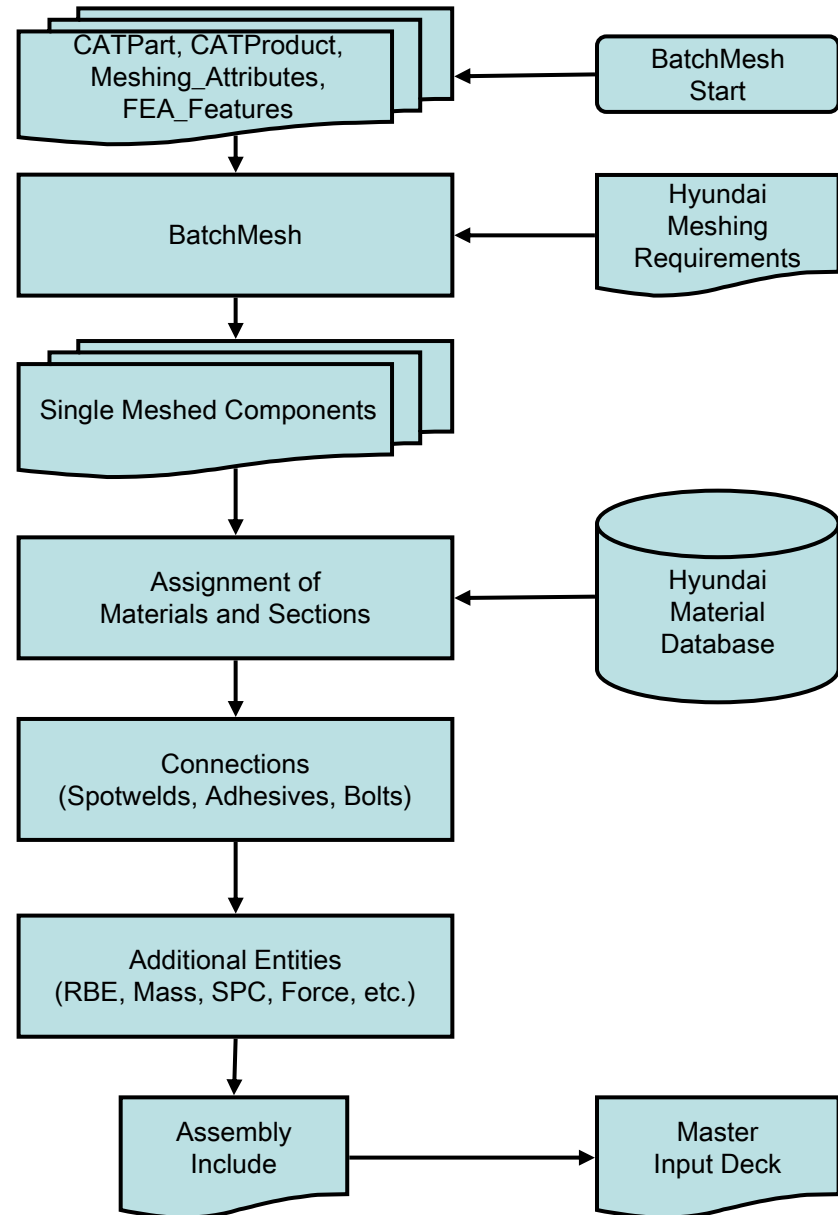 CATPart, CATProduct,
Meshing_Attributes,
FEA_Features
BatchMesh
Start
BatchMesh
Hyundai
Meshing
Requirements
Single Meshed Components
Assignment of
Materials and Sections
Hyundai
Material
Database
Connections
(Spotwelds, Adhesives, Bolts)
Additional Entities
(RBE, Mass, SPC, Force, etc.)
Assembly
Include
Master
Input Deck